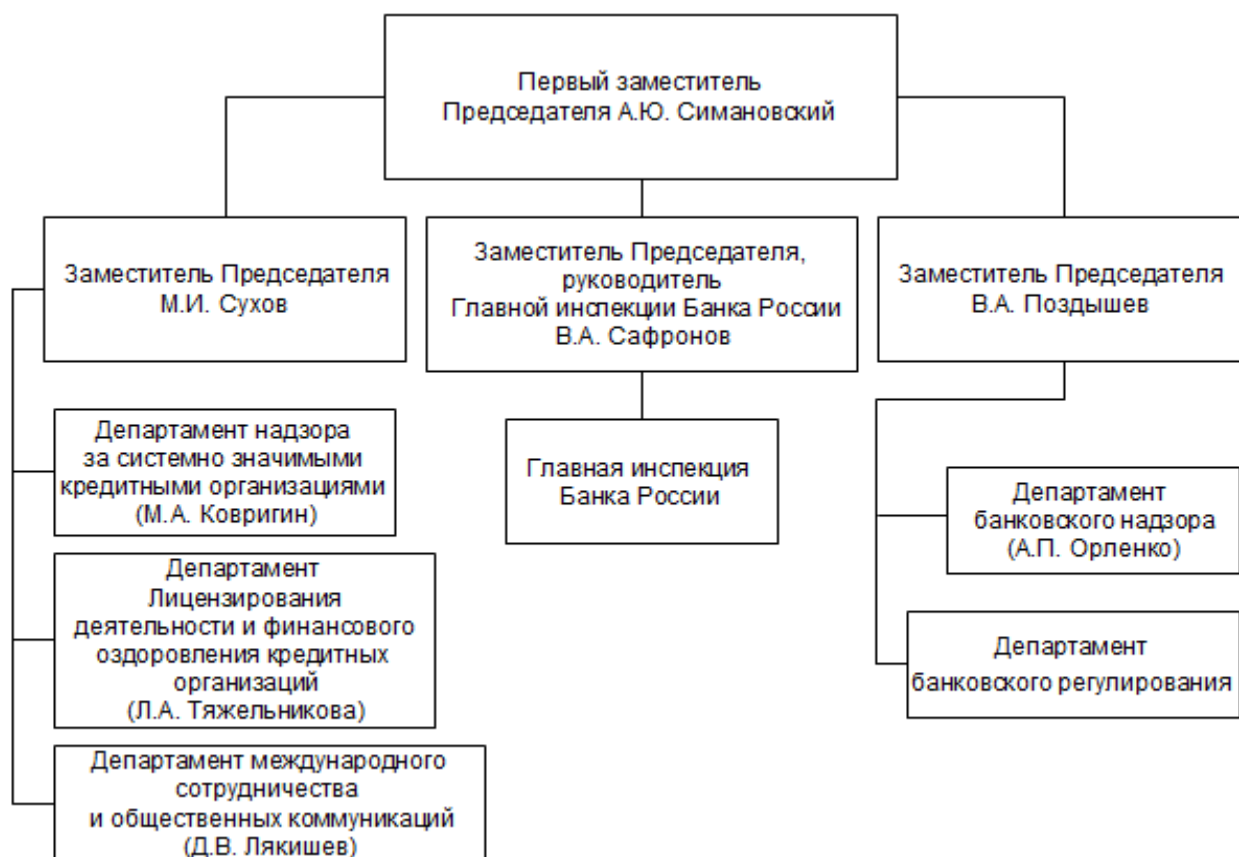 Первый заместитель
Председателя А.Ю. Симановский
Заместитель Председателя
М.И. Сухов
Заместитель Председателя,
руководитель
Главной инспекции Банка России
В.А. Сафронов
Заместитель Председателя
В.А. Поздышев
Департамент надзора
за системно значимыми
кредитными организациями
(М.А. Ковригин)
Департамент
Лицензирования
деятельности и финансового
оздоровления кредитных
организаций
(Л.А. Тяжельникова)
Департамент международного
сотрудничества
и общественных коммуникаций
(Д.В. Лякишев)
Главная инспекция
Банка России
Департамент
банковского надзора
(А.П. Орленко)
Департамент
банковского регулирования